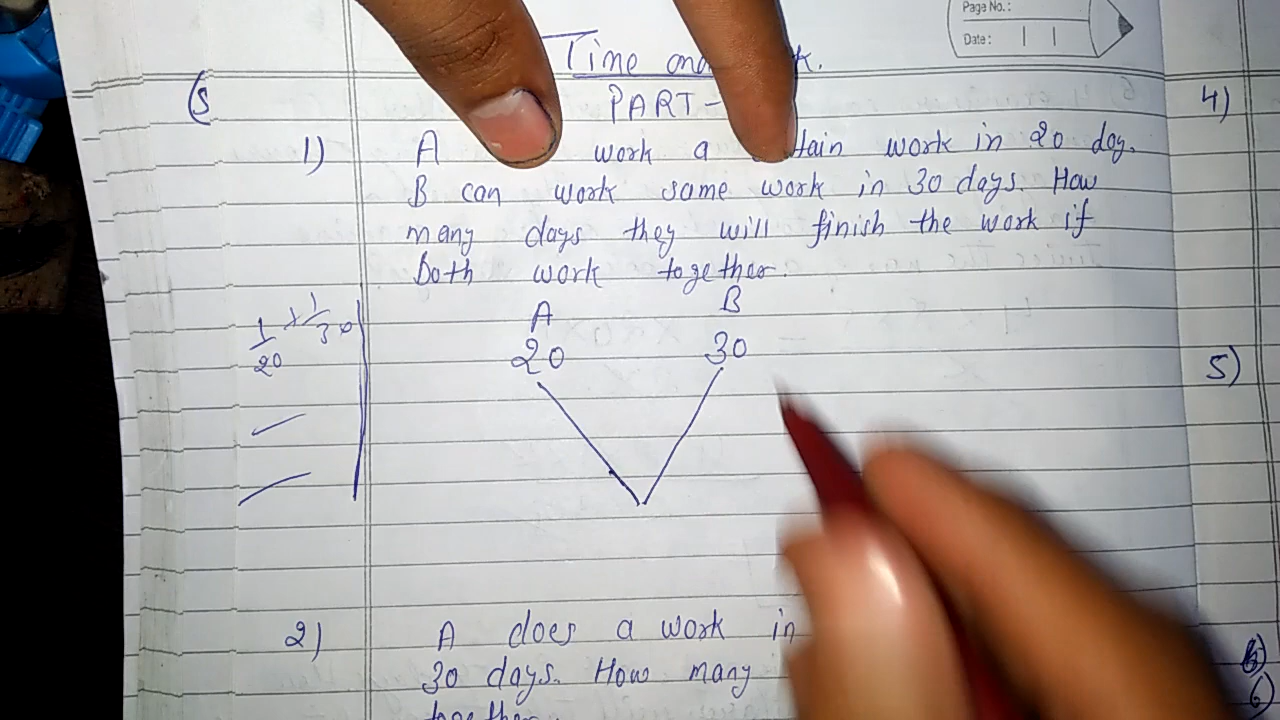 Page No.:
Date:
Time
PART-
1) A work a work in 20 day.
B can work same work in 30 days. How
many days they will finish the work if
both work together.
A B
20 30
1/20 1/30
2) A does a work in
30 days. How many
together.
4)
5)
6)